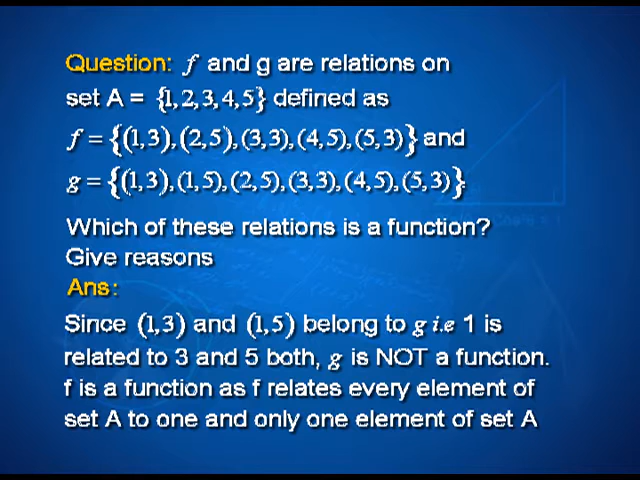 Question: f and g are relations on
set A = {1, 2, 3, 4, 5} defined as
f = {(1, 3), (2, 5), (3, 3), (4, 5), (5, 3)} and
g = {(1, 3), (1, 5), (2, 5), (3, 3), (4, 5), (5, 3)}
Which of these relations is a function?
Give reasons
Ans:
Since (1, 3) and (1, 5) belong to g i.e 1 is
related to 3 and 5 both, g is NOT a function.
f is a function as f relates every element of
set A to one and only one element of set A